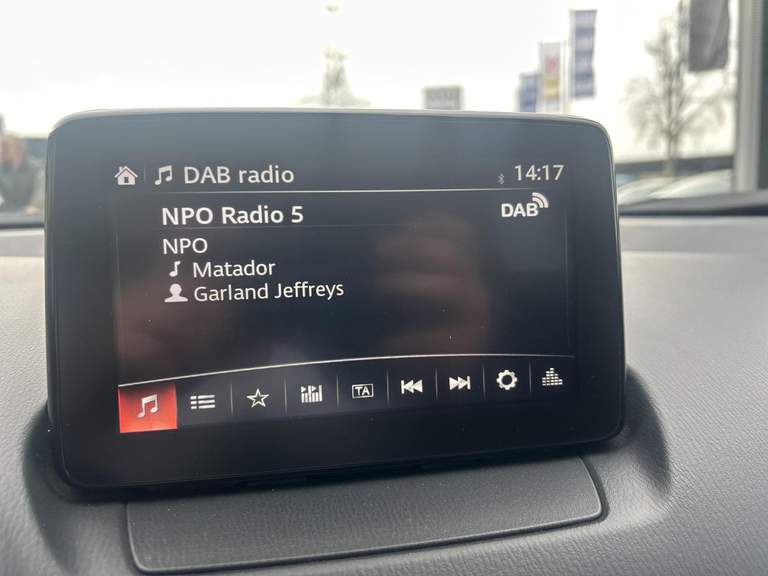 DAB radio
14:17
NPO Radio 5
DAB
NPO
Matador
Garland Jeffreys
TA